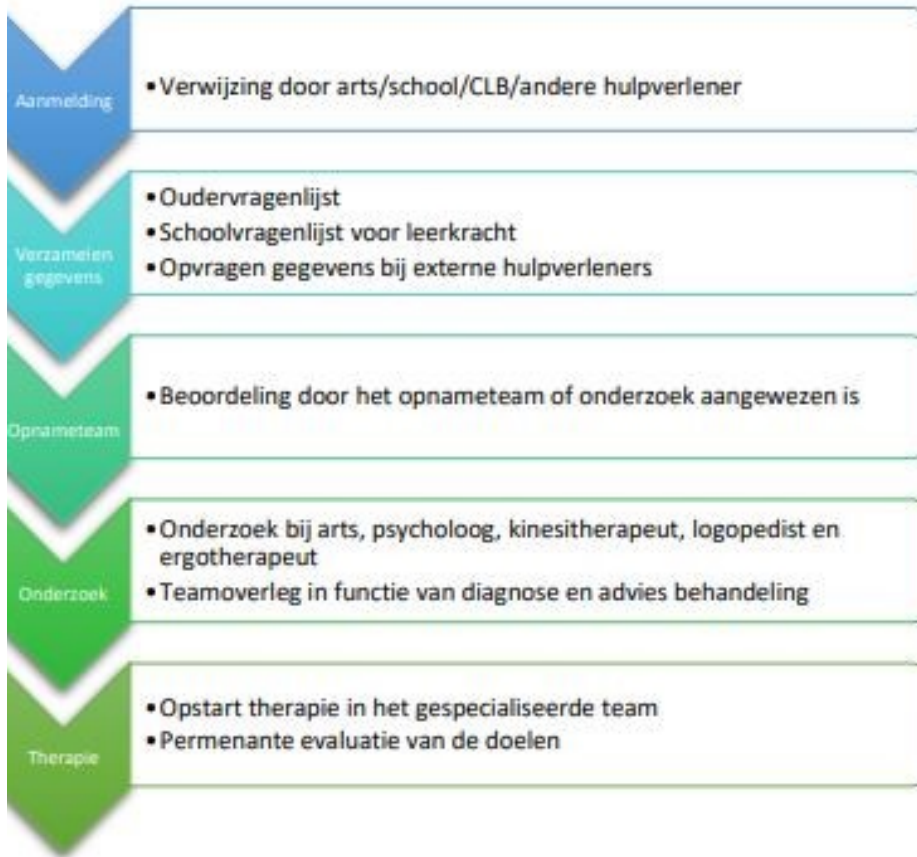 Aanmelding
•Verwijzing door arts/school/CLB/andere hulpverlener
Verzamelen
gegevens
•Oudervragenlijst
•Schoolvragenlijst voor leerkracht
•Opvragen gegevens bij externe hulpverleners
Opnameteam
•Beoordeling door het opnameteam of onderzoek aangewezen is
Onderzoek
•Onderzoek bij arts, psycholoog, kinesitherapeut, logopedist en
ergotherapeut
•Teamoverleg in functie van diagnose en advies behandeling
Therapie
•Opstart therapie in het gespecialiseerde team
•Permenante evaluatie van de doelen